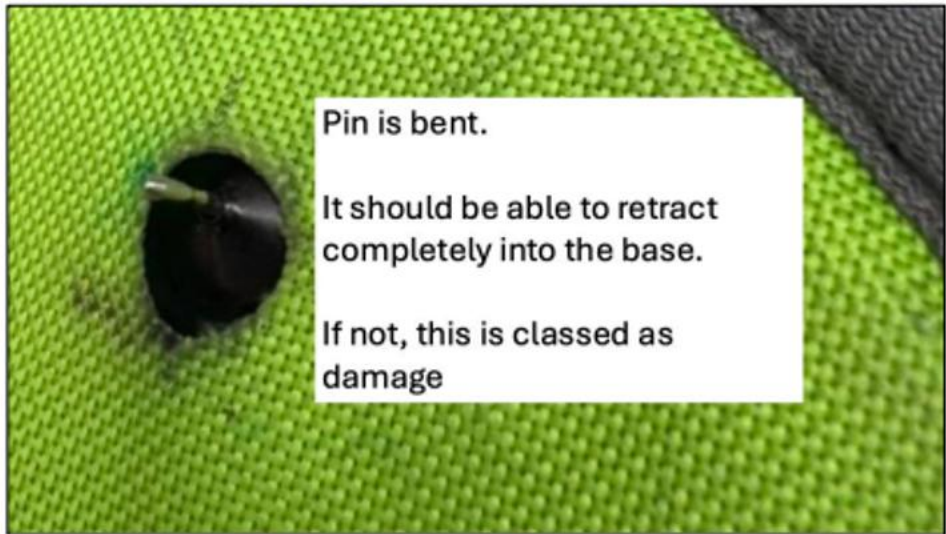 Pin is bent.
It should be able to retract
completely into the base.
If not, this is classed as
damage